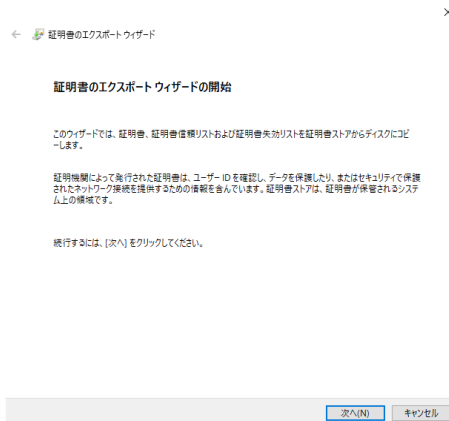 証明書のエクスポート ウィザード
証明書のエクスポート ウィザードの開始
このウィザードでは、証明書、証明書信頼リストおよび証明書失効リストを証明書ストアからディスクにコピ
ーします。
証明機関によって発行された証明書は、ユーザー ID を確認し、データを保護したり、またはセキュリティで保護
されたネットワーク接続を提供するための情報を含んでいます。証明書ストアは、証明書が保管されるシステ
ム上の領域です。
続行するには、[次へ] をクリックしてください。
次へ(N)
キャンセル